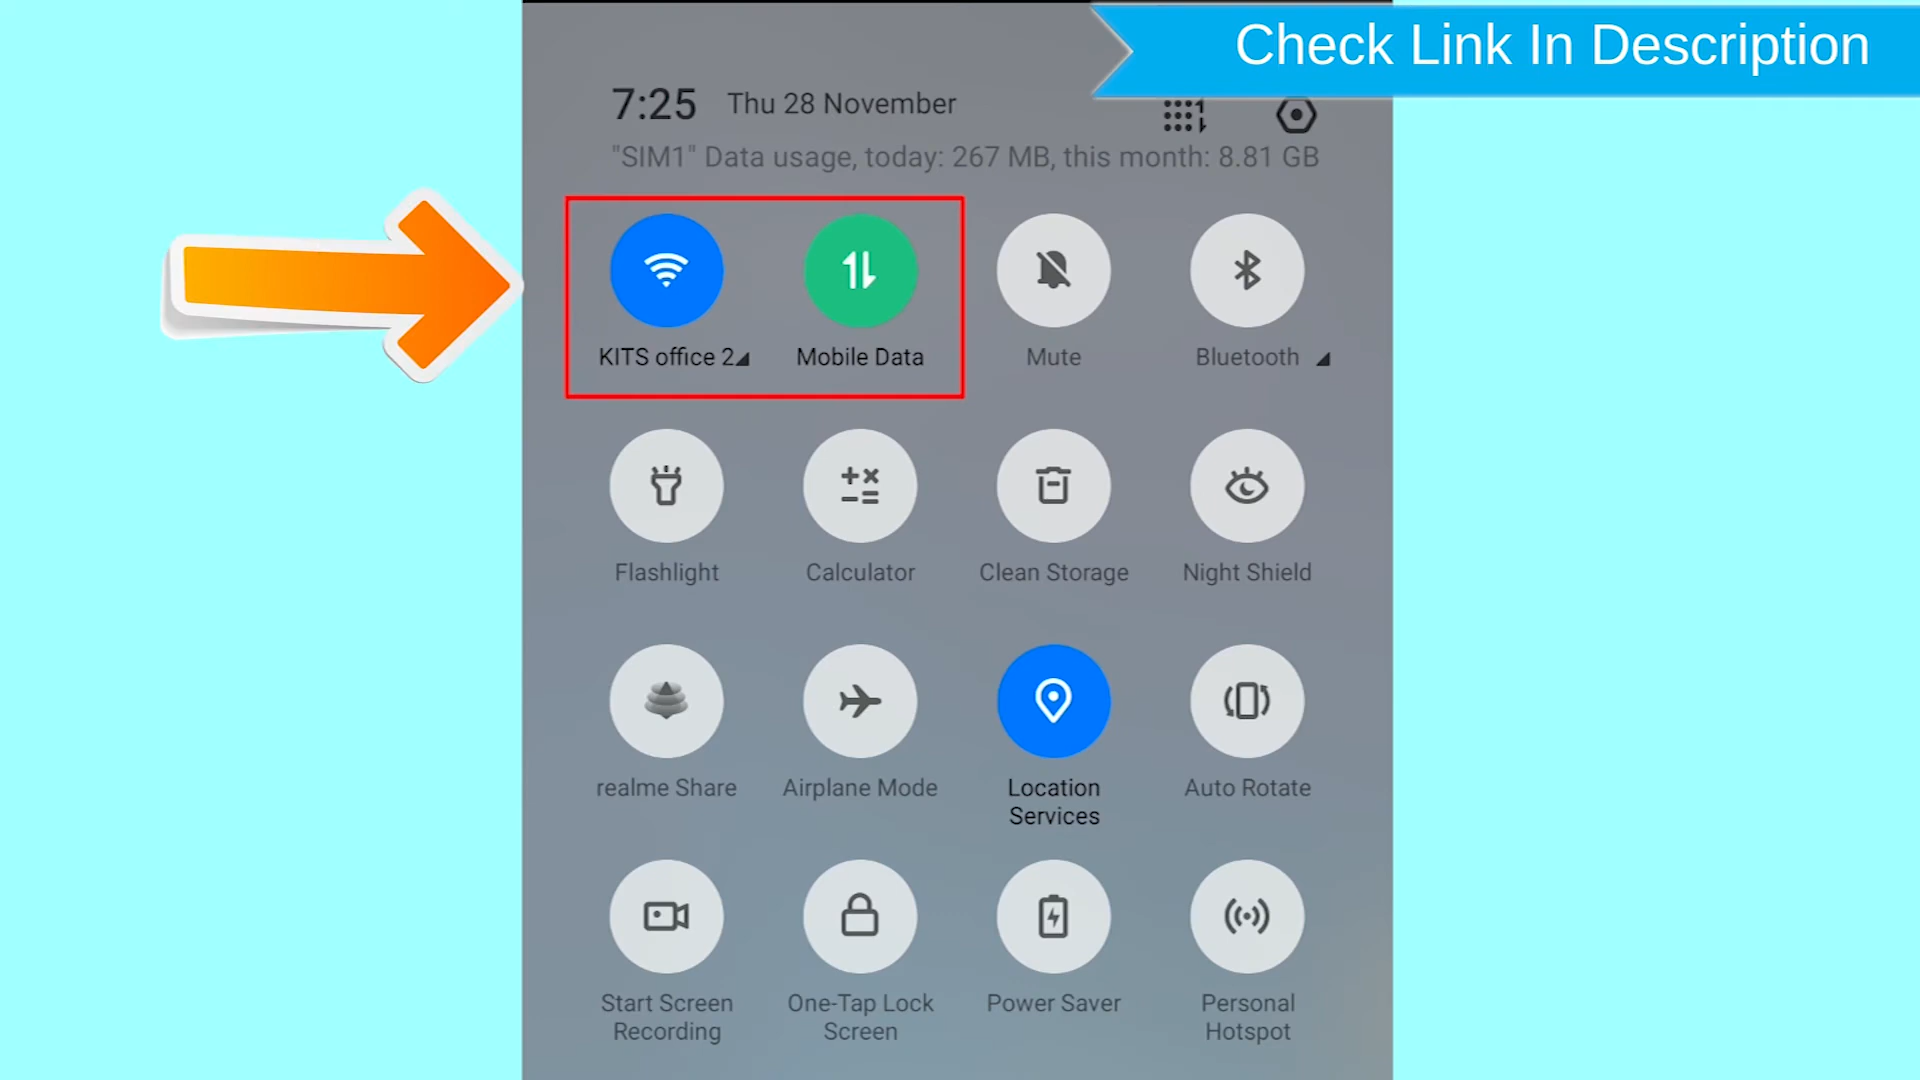 Check Link In Description
7:25 Thu 28 November
"SIM1" Data usage, today: 267 MB, this month: 8.81 GB
KITS office 2 Mobile Data Mute Bluetooth
Flashlight Calculator Clean Storage Night Shield
realme Share Airplane Mode Location Services Auto Rotate
Start Screen Recording One-Tap Lock Screen Power Saver Personal Hotspot